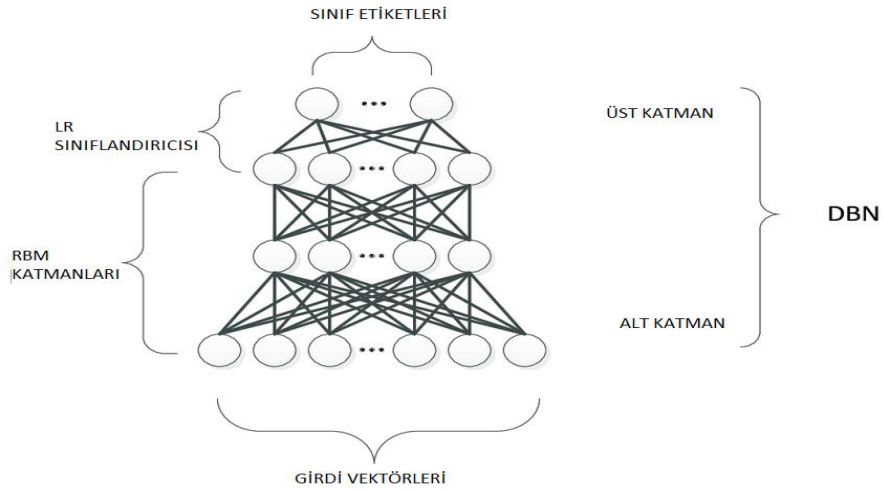 SINIF ETİKETLERİ
LR
SINIFLANDIRICISI
ÜST KATMAN
DBN
RBM
KATMANLARI
ALT KATMAN
GİRDİ VEKTÖRLERİ